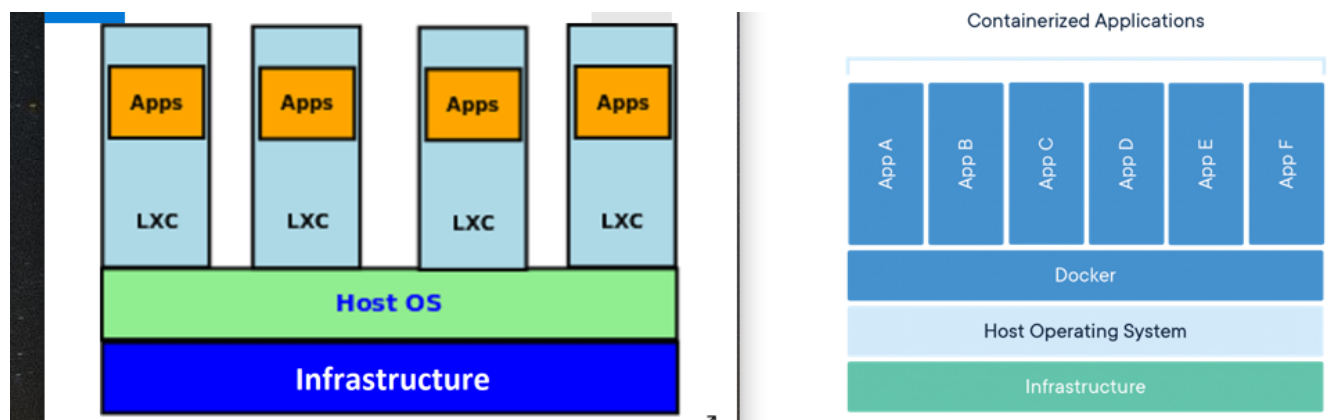 Apps
Apps
Apps
Apps
LXC
LXC
LXC
LXC
Host OS
Infrastructure
Containerized Applications
App A
App B
App C
App D
App E
App F
Docker
Host Operating System
Infrastructure